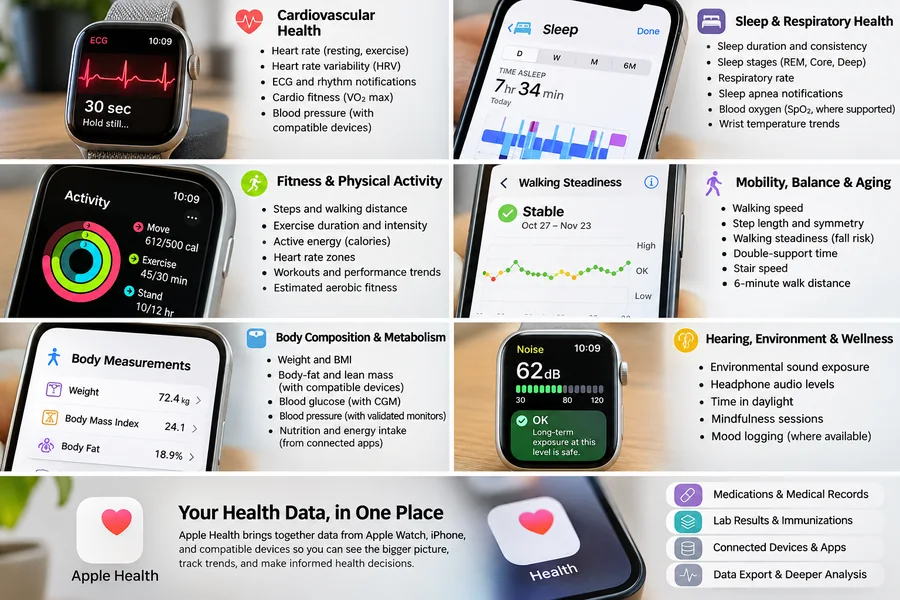 ECG 10:09
30 sec
Hold still...
Cardiovascular
Health
• Heart rate (resting, exercise)
• Heart rate variability (HRV)
• ECG and rhythm notifications
• Cardio fitness (VO₂ max)
• Blood pressure (with
compatible devices)
Sleep Done
D W M 6M
TIME ASLEEP
7 hr 34 min
Today
Sleep & Respiratory Health
• Sleep duration and consistency
• Sleep stages (REM, Core, Deep)
• Respiratory rate
• Sleep apnea notifications
• Blood oxygen (SpO₂, where supported)
• Wrist temperature trends
Activity 10:09
Move
612/500 cal
Exercise
45/30 min
Stand
10/12 hr
Fitness & Physical Activity
• Steps and walking distance
• Exercise duration and intensity
• Active energy (calories)
• Heart rate zones
• Workouts and performance trends
• Estimated aerobic fitness
Walking Steadiness
Stable
Oct 27 – Nov 23
High
OK
Low
Mobility, Balance & Aging
• Walking speed
• Step length and symmetry
• Walking steadiness (fall risk)
• Double-support time
• Stair speed
• 6-minute walk distance
Body Measurements
Weight 72.4 kg
Body Mass Index 24.1
Body Fat 18.9%
Body Composition & Metabolism
• Weight and BMI
• Body-fat and lean mass
(with compatible devices)
• Blood glucose (with CGM)
• Blood pressure (with validated monitors)
• Nutrition and energy intake
(from connected apps)
Noise 10:09
62 dB
30 80 120
OK
Long-term
exposure at this
level is safe.
Hearing, Environment & Wellness
• Environmental sound exposure
• Headphone audio levels
• Time in daylight
• Mindfulness sessions
• Mood logging (where available)
Apple Health
Your Health Data, in One Place
Apple Health brings together data from Apple Watch, iPhone,
and compatible devices so you can see the bigger picture,
track trends, and make informed health decisions.
Health
Medications & Medical Records
Lab Results & Immunizations
Connected Devices & Apps
Data Export & Deeper Analysis